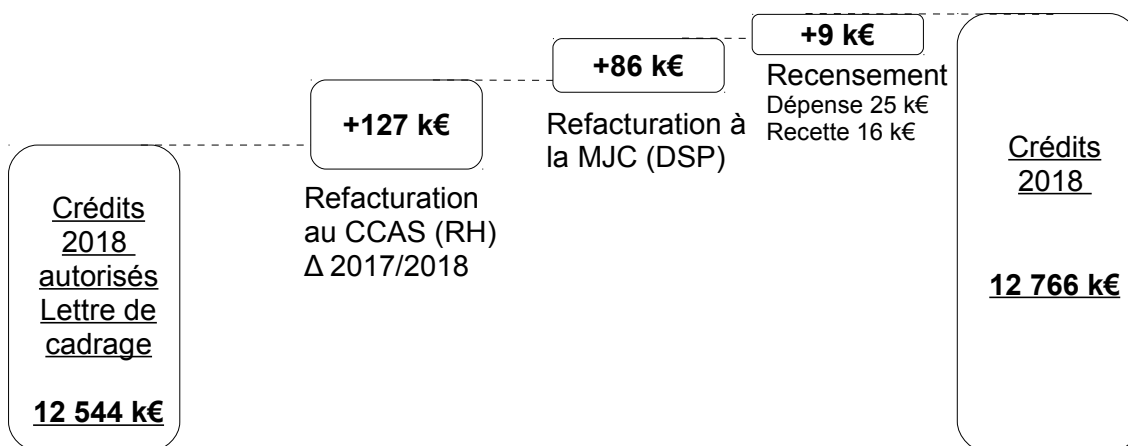 Crédits
2018
autorisés
Lettre de
cadrage
12 544 k€
+127 k€
Refacturation
au CCAS (RH)
Δ 2017/2018
+86 k€
Refacturation à
la MJC (DSP)
+9 k€
Recensement
Dépense 25 k€
Recette 16 k€
Crédits
2018
12 766 k€